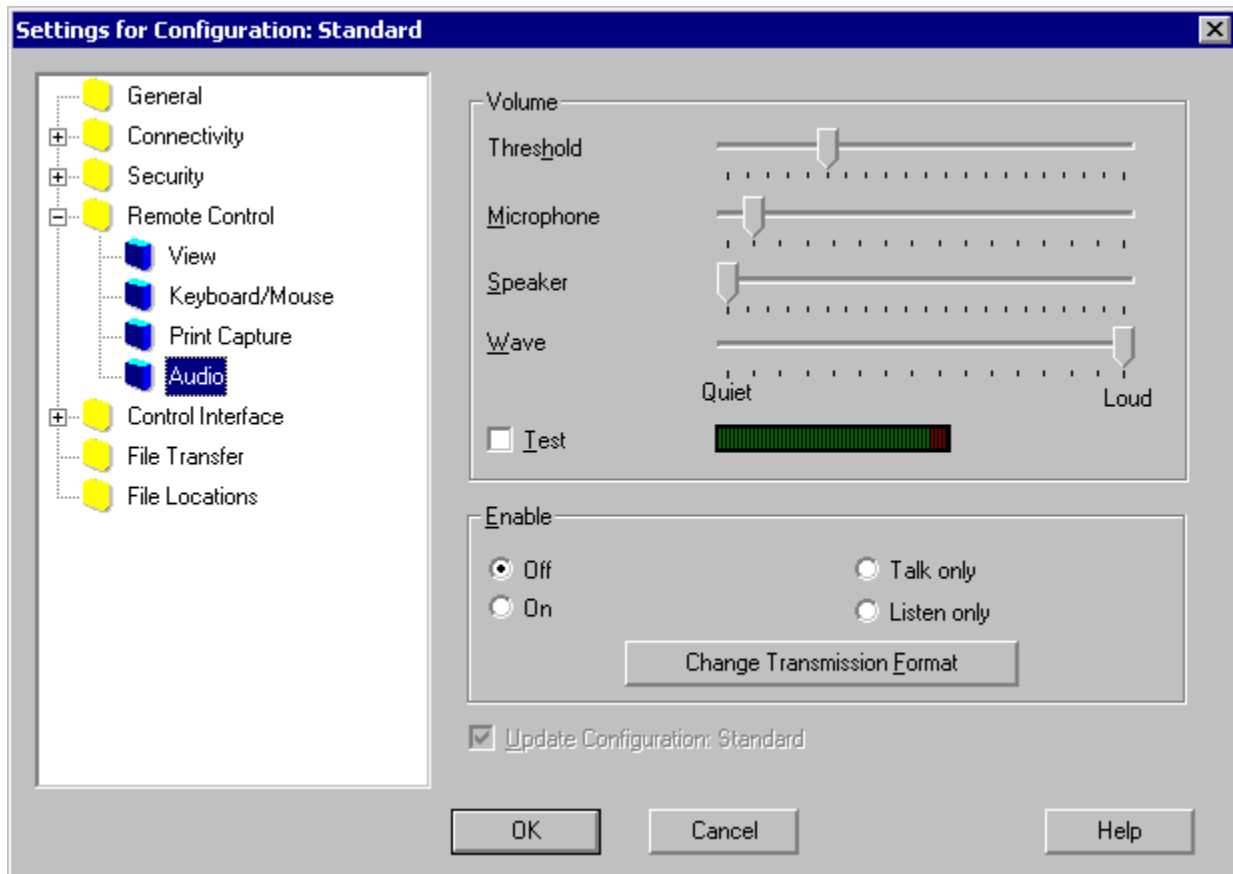 Settings for Configuration: Standard
General
Connectivity
Security
Remote Control
View
Keyboard/Mouse
Print Capture
Audio
Control Interface
File Transfer
File Locations
Volume
Threshold
Microphone
Speaker
Wave
Quiet
Loud
Test
Enable
Off
Talk only
On
Listen only
Change Transmission Format
Update Configuration: Standard
OK
Cancel
Help